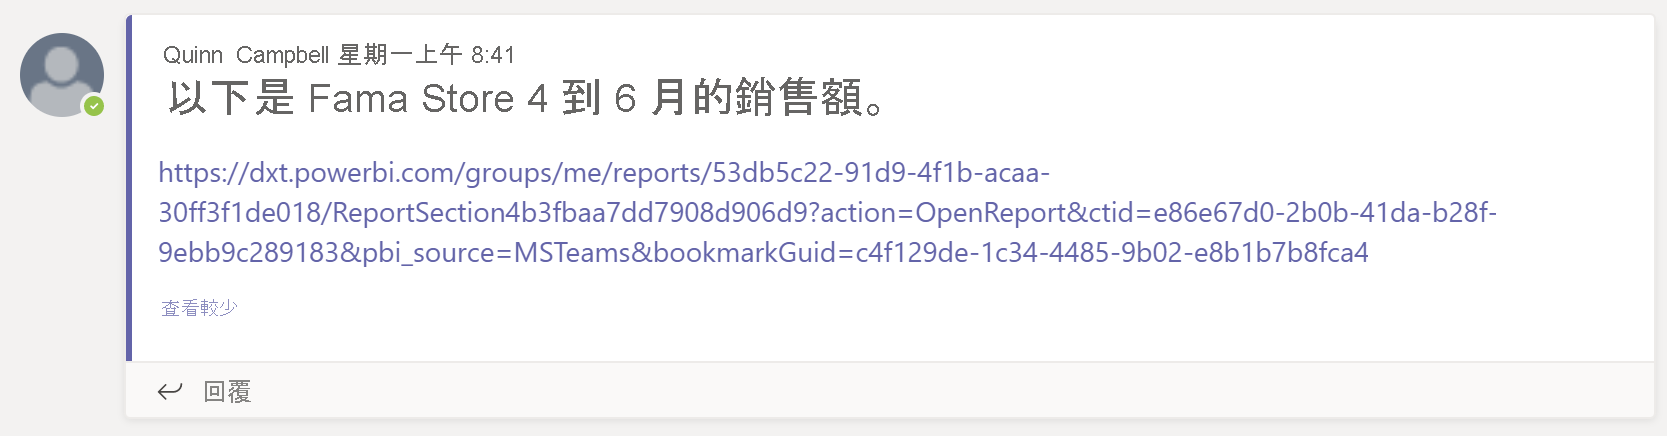 Quinn Campbell 星期一上午 8:41
以下是 Fama Store 4 到 6 月的銷售額。
https://dxt.powerbi.com/groups/me/reports/53db5c22-91d9-4f1b-acaa-
30ff3f1de018/ReportSection4b3fbaa7dd7908d906d9?action=OpenReport&ctid=e86e67d0-2b0b-41da-b28f-
9ebb9c289183&pbi_source=MSTeams&bookmarkGuid=c4f129de-1c34-4485-9b02-e8b1b7b8fca4
查看較少
回覆